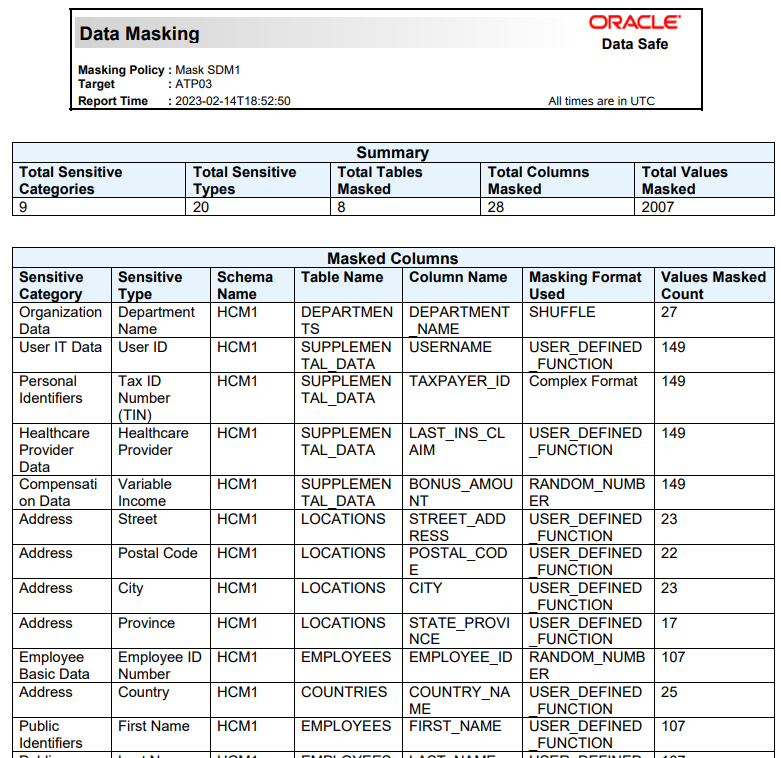 ORACLE
Data Masking
Data Safe
Masking Policy : Mask SDM1
Target : ATP03
Report Time : 2023-02-14T18:52:50 All times are in UTC
Summary
Total Sensitive Categories Total Sensitive Types Total Tables Masked Total Columns Masked Total Values Masked
9 20 8 28 2007
Masked Columns
Sensitive Category Sensitive Type Schema Name Table Name Column Name Masking Format Used Values Masked Count
Organization Data Department Name HCM1 DEPARTMENTS DEPARTMENT_NAME SHUFFLE 27
User IT Data User ID HCM1 SUPPLEMENTAL_DATA USERNAME USER_DEFINED_FUNCTION 149
Personal Identifiers Tax ID Number (TIN) HCM1 SUPPLEMENTAL_DATA TAXPAYER_ID Complex Format 149
Healthcare Provider Data Healthcare Provider HCM1 SUPPLEMENTAL_DATA LAST_INS_CLAIM USER_DEFINED_FUNCTION 149
Compensation Data Variable Income HCM1 SUPPLEMENTAL_DATA BONUS_AMOUNT RANDOM_NUMBER 149
Address Street HCM1 LOCATIONS STREET_ADDRESS USER_DEFINED_FUNCTION 23
Address Postal Code HCM1 LOCATIONS POSTAL_CODE USER_DEFINED_FUNCTION 22
Address City HCM1 LOCATIONS CITY USER_DEFINED_FUNCTION 23
Address Province HCM1 LOCATIONS STATE_PROVINCE USER_DEFINED_FUNCTION 17
Employee Basic Data Employee ID Number HCM1 EMPLOYEES EMPLOYEE_ID RANDOM_NUMBER 107
Address Country HCM1 COUNTRIES COUNTRY_NAME USER_DEFINED_FUNCTION 25
Public Identifiers First Name HCM1 EMPLOYEES FIRST_NAME USER_DEFINED_FUNCTION 107